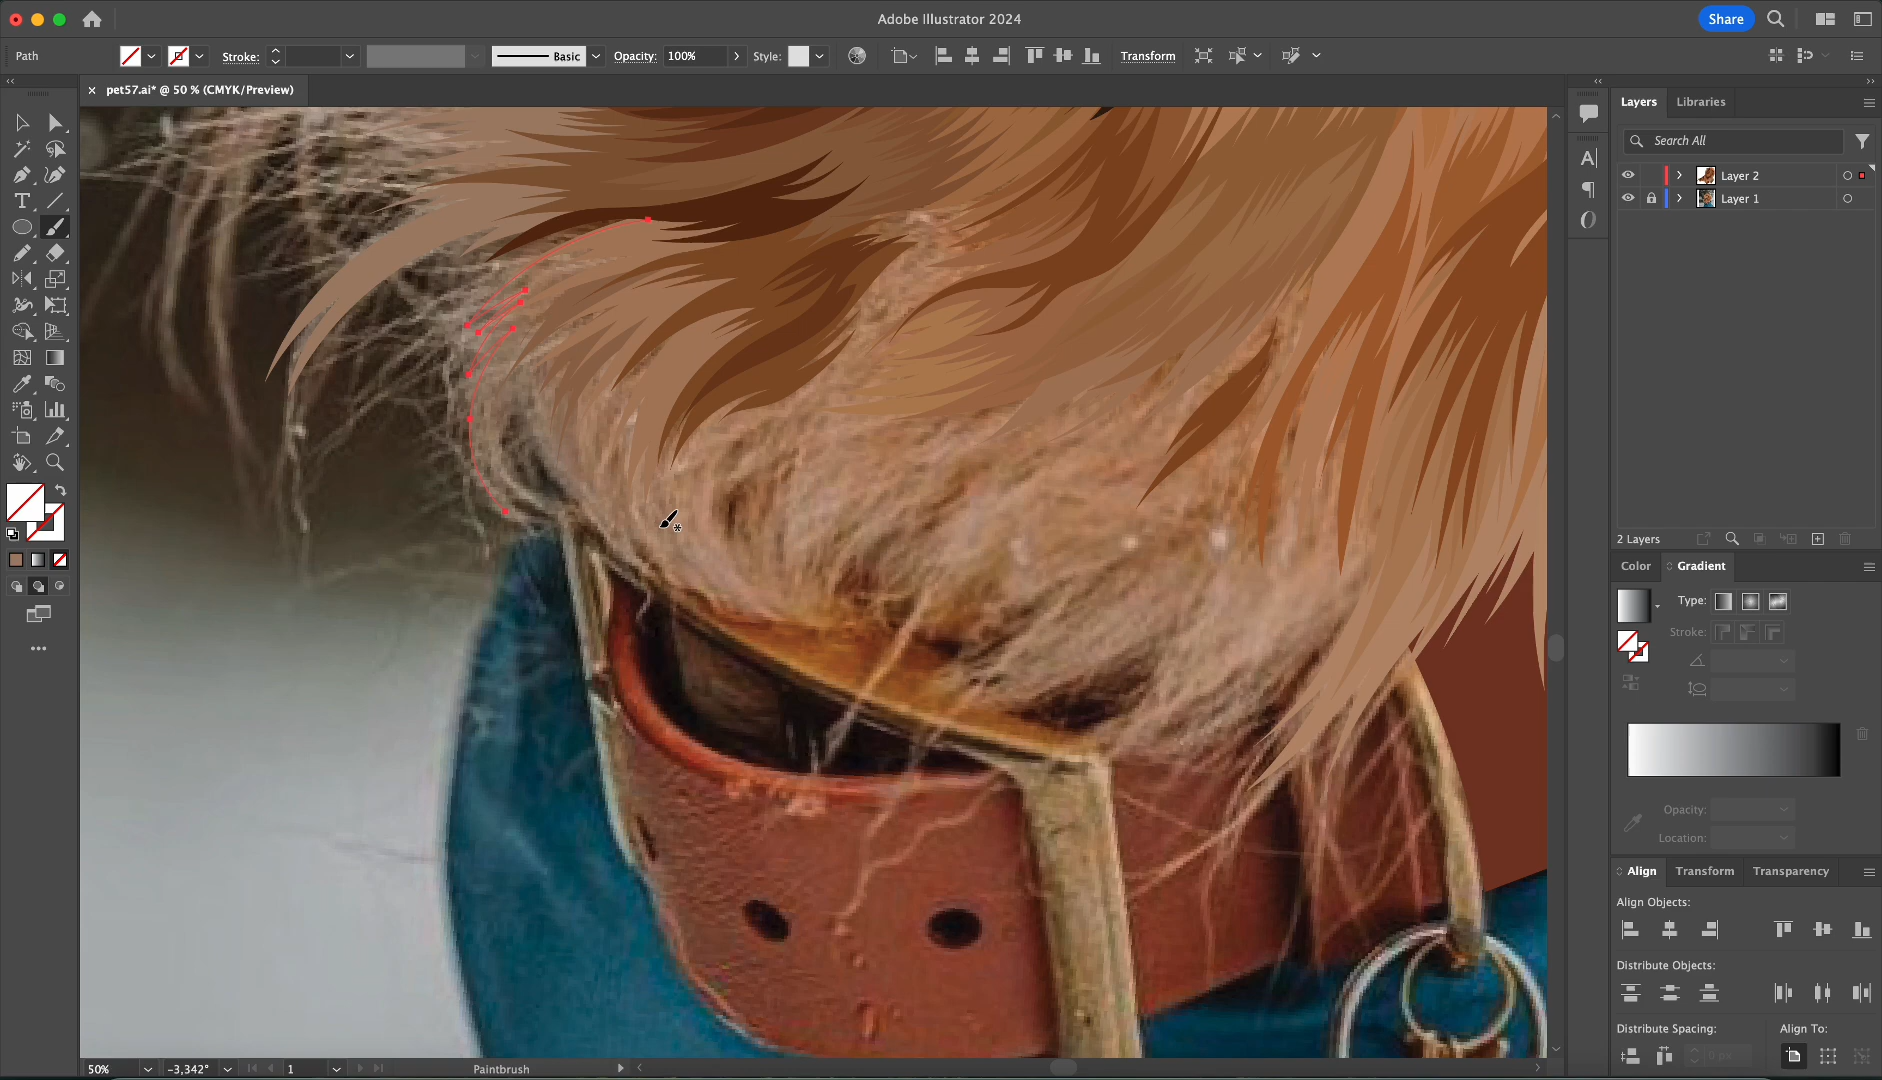 Adobe Illustrator 2024
Share
Path
Stroke:
Basic
Opacity:
100%
Style:
Transform
pet57.ai* @ 50 % (CMYK/Preview)
Layers
Libraries
Search All
Layer 2
Layer 1
2 Layers
Color
Gradient
Type:
Stroke:
Opacity:
Location:
Align
Transform
Transparency
Align Objects:
Distribute Objects:
Distribute Spacing:
Align To:
0 px
50%
-3,342°
1
Paintbrush